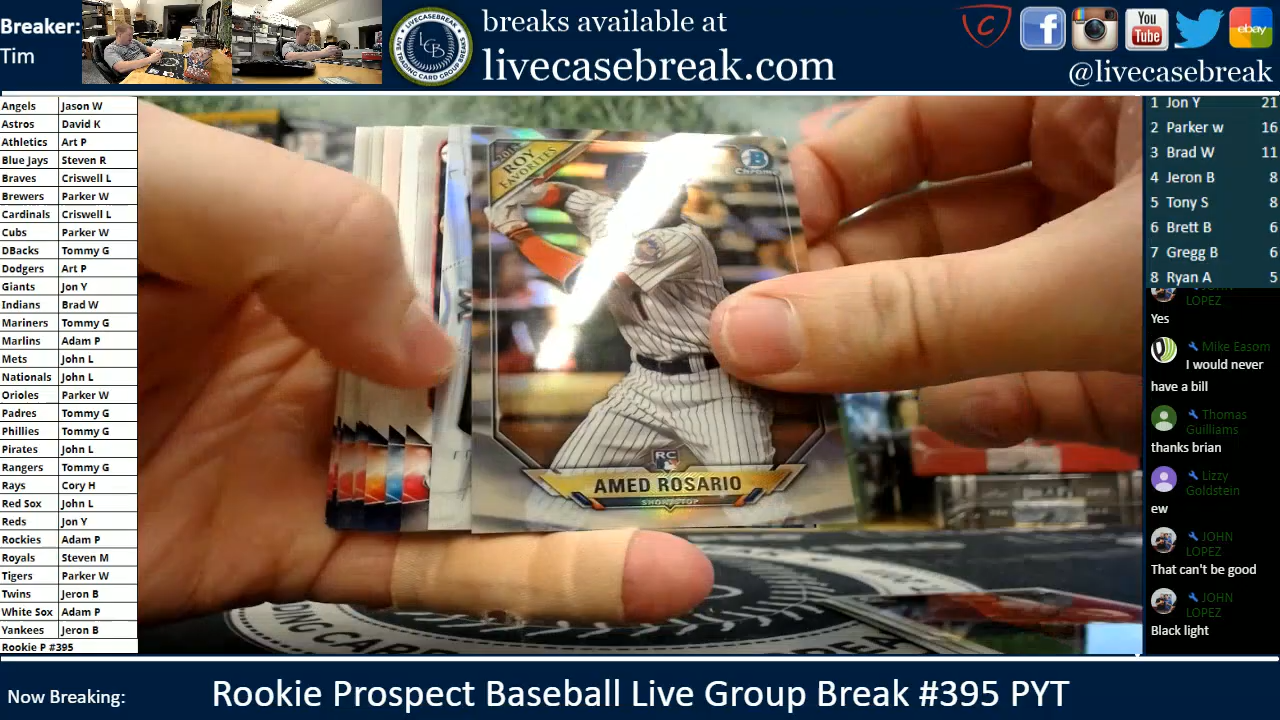 Breaker:
Tim
breaks available at
livecasebreak.com
You
Tube
ebay
@livecasebreak
LIVECASEBREAK
LCB
Angels Jason W
Astros David K
Athletics Art P
Blue Jays Steven R
Braves Criswell L
Brewers Parker W
Cardinals Criswell L
Cubs Parker W
DBacks Tommy G
Dodgers Art P
Giants Jon Y
Indians Brad W
Mariners Tommy G
Marlins Adam P
Mets John L
Nationals John L
Orioles Parker W
Padres Tommy G
Phillies Tommy G
Pirates John L
Rangers Tommy G
Rays Cory H
Red Sox John L
Reds Jon Y
Rockies Adam P
Royals Steven M
Tigers Parker W
Twins Jeron B
White Sox Adam P
Yankees Jeron B
Rookie P #395
ROY
FAVORITES
B
Chrome
RC
AMED ROSARIO
SHORTSTOP
1 Jon Y 21
2 Parker w 16
3 Brad W 11
4 Jeron B 8
5 Tony S 8
6 Brett B 6
7 Gregg B 6
8 Ryan A 5
LOPEZ
Yes
Mike Easom
I would never
have a bill
Thomas
Guilliams
thanks brian
Lizzy
Goldstein
ew
JOHN
LOPEZ
That can't be good
JOHN
LOPEZ
Black light
Now Breaking:
Rookie Prospect Baseball Live Group Break #395 PYT